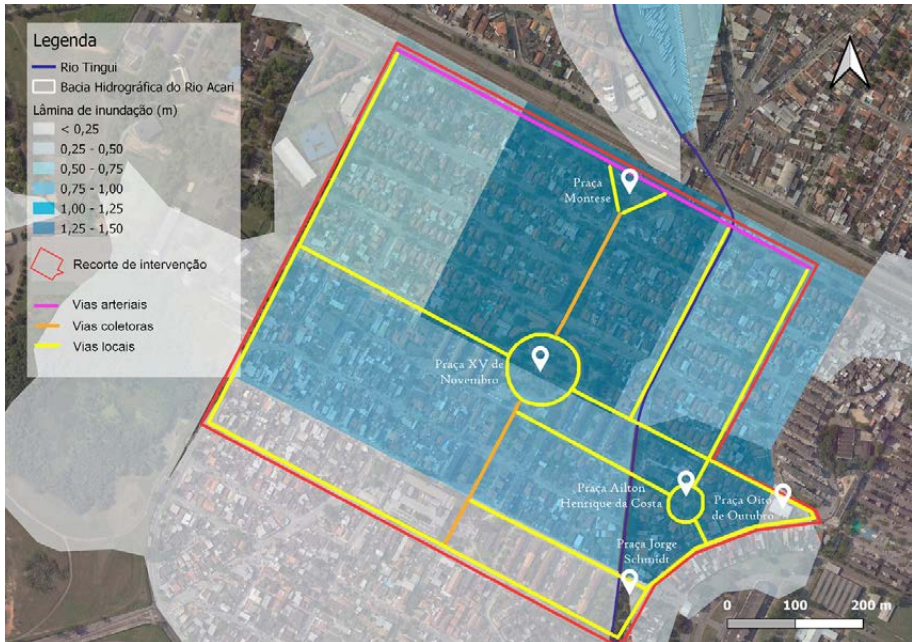 Legenda
Rio Tingui
Bacia Hidrográfica do Rio Acari
Lâmina de inundação (m)
< 0,25
0,25 - 0,50
0,50 - 0,75
0,75 - 1,00
1,00 - 1,25
1,25 - 1,50
Recorte de intervenção
Vias arteriais
Vias coletoras
Vias locais
Praça
Montese
Praça XV de
Novembro
Praça Ailton
Henrique da Costa
Praça Oito
de Outubro
Praça Jorge
Schmidt
0 100 200 m